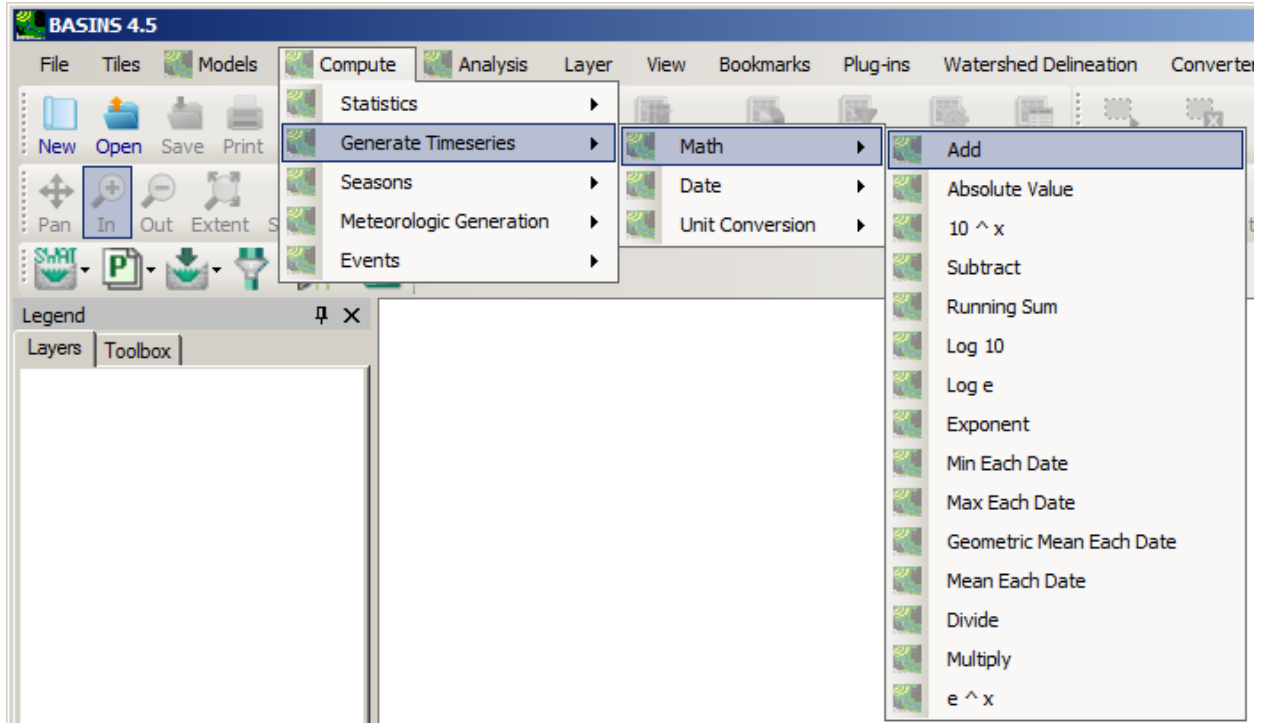 BASINS 4.5
File Tiles Models Compute Analysis Layer View Bookmarks Plug-ins Watershed Delineation Converter
New Open Save Print
Pan In Out Extent S
SWAT P
Statistics
Generate Timeseries
Seasons
Meteorologic Generation
Events
Math
Date
Unit Conversion
Add
Absolute Value
10 ^ x
Subtract
Running Sum
Log 10
Log e
Exponent
Min Each Date
Max Each Date
Geometric Mean Each Date
Mean Each Date
Divide
Multiply
e ^ x
Legend
Layers Toolbox